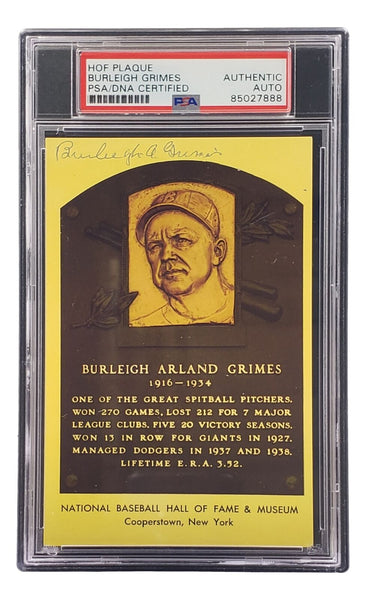 HOF PLAQUE
BURLEIGH GRIMES
PSA/DNA CERTIFIED
AUTHENTIC
AUTO
85027888
PSA
Burleigh A Grimes
BURLEIGH ARLAND GRIMES
1916-1934
ONE OF THE GREAT SPITBALL PITCHERS.
WON 270 GAMES, LOST 212 FOR 7 MAJOR
LEAGUE CLUBS. FIVE 20 VICTORY SEASONS.
WON 13 IN ROW FOR GIANTS IN 1927.
MANAGED DODGERS IN 1937 AND 1938.
LIFETIME E.R.A. 3.52.
NATIONAL BASEBALL HALL OF FAME & MUSEUM
Cooperstown, New York